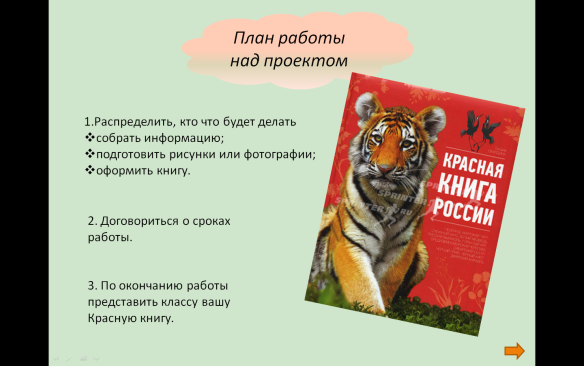 План работы
над проектом
1.Распределить, кто что будет делать
❖собрать информацию;
❖подготовить рисунки или фотографии;
❖оформить книгу.
2. Договориться о сроках
работы.
3. По окончанию работы
представить классу вашу
Красную книгу.
КРАСНАЯ
КНИГА
РОССИИ